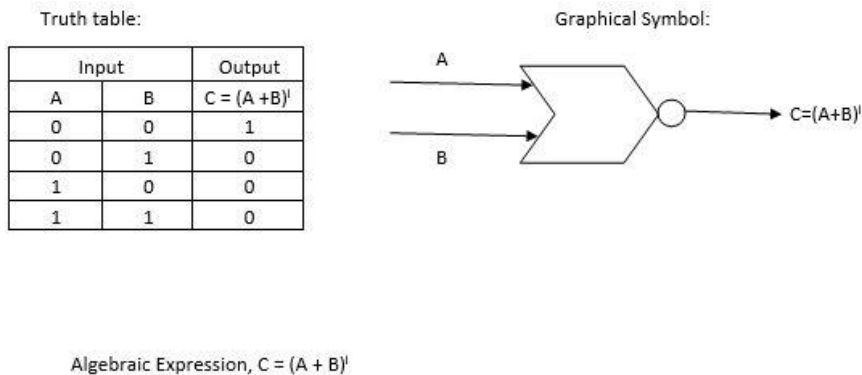 Truth table:
Input Output
A B C = (A +B)ˡ
0 0 1
0 1 0
1 0 0
1 1 0
Graphical Symbol:
A
B
C=(A+B)ˡ
Algebraic Expression, C = (A + B)ˡ